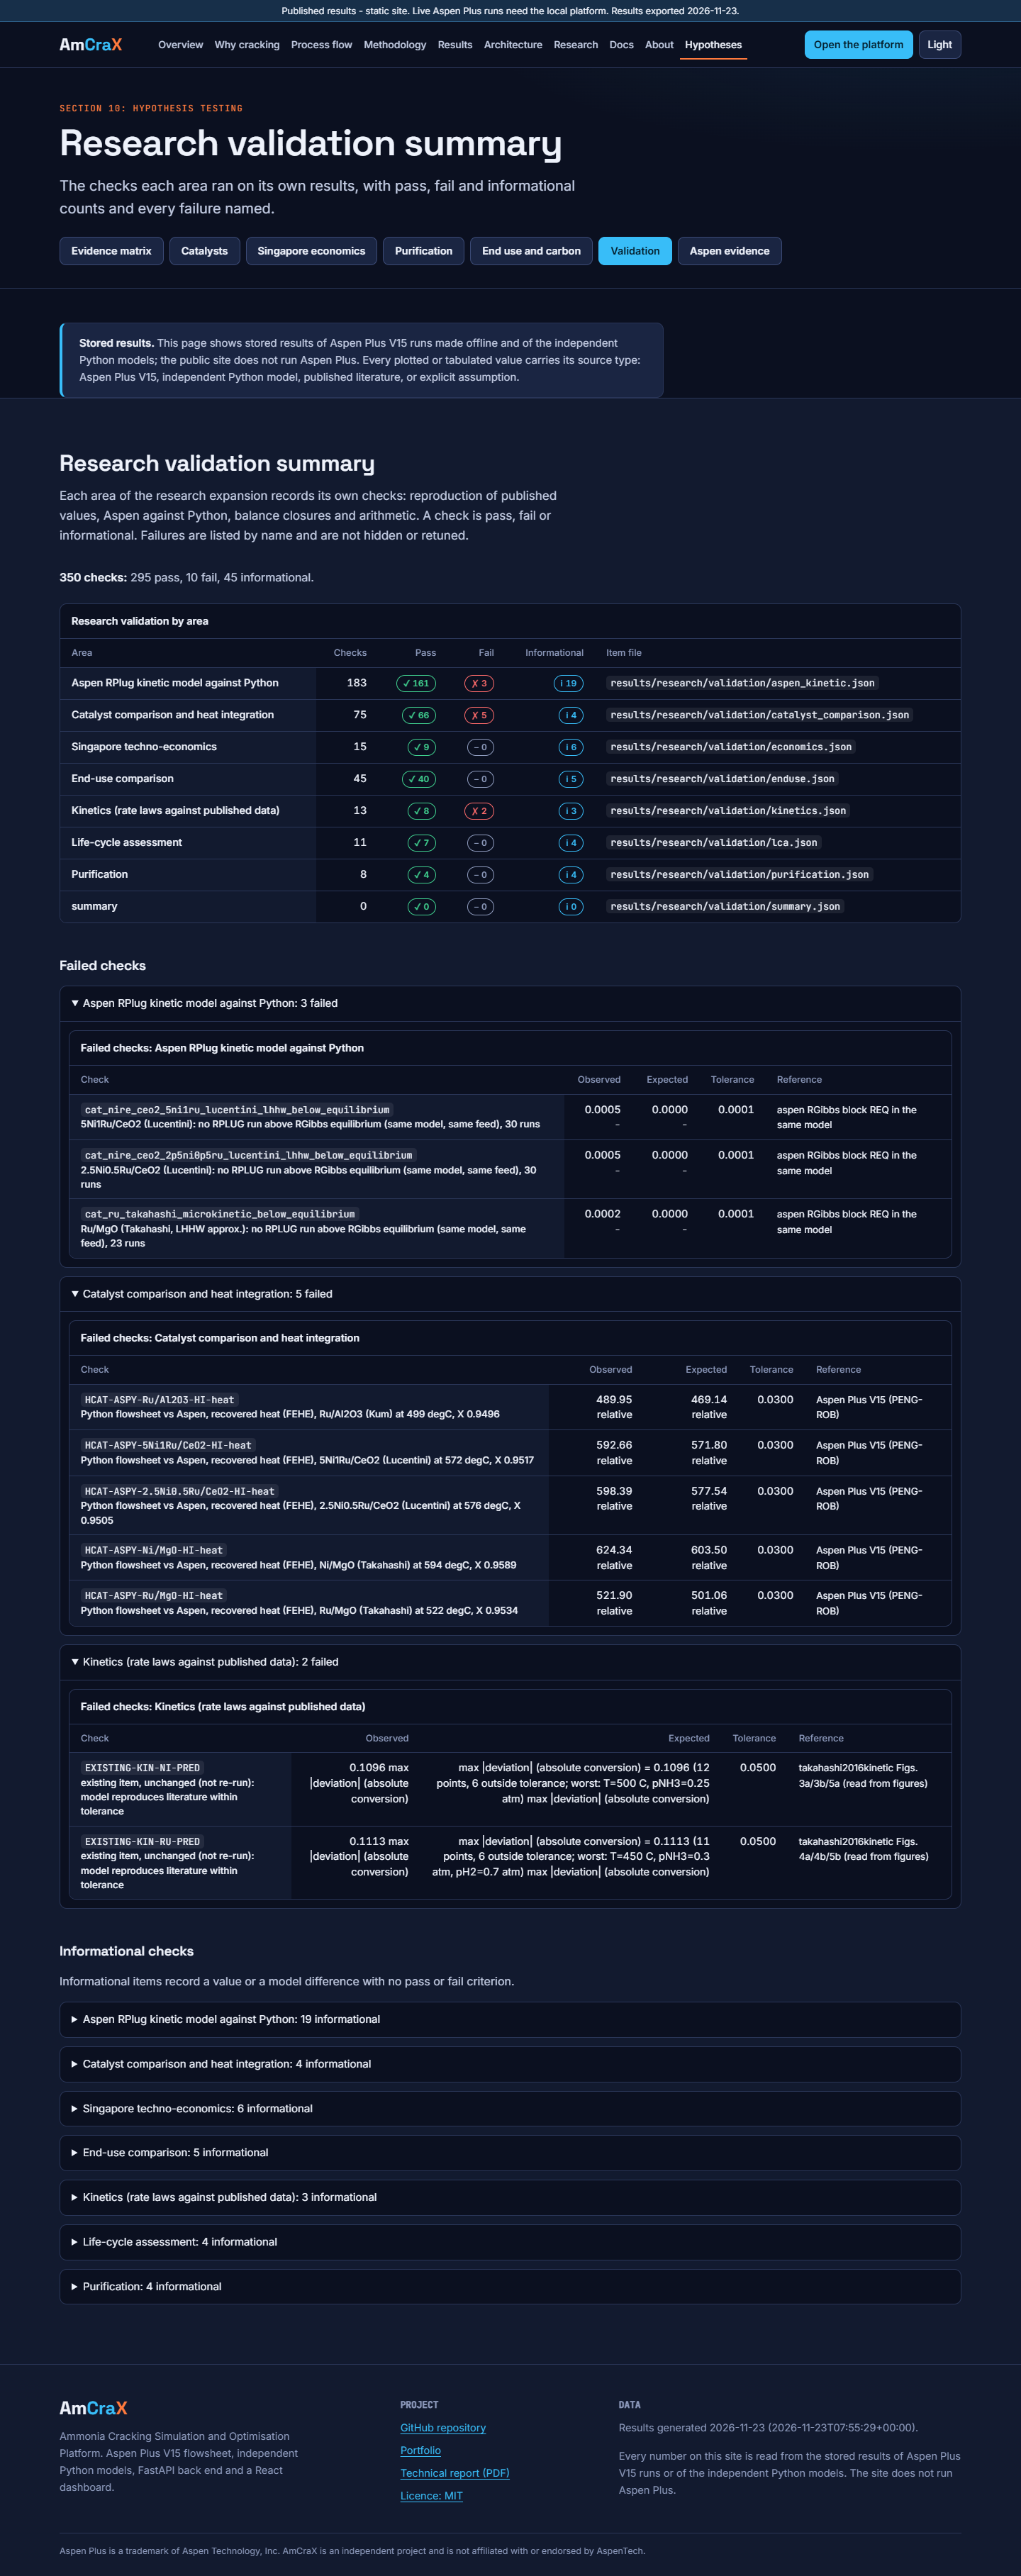 Published results - static site. Live Aspen Plus runs need the local platform. Results exported 2026-11-23.
AmCraX
Overview
Why cracking
Process flow
Methodology
Results
Architecture
Research
Docs
About
Hypotheses
Open the platform
Light
SECTION 10: HYPOTHESIS TESTING
Research validation summary
The checks each area ran on its own results, with pass, fail and informational
counts and every failure named.
Evidence matrix
Catalysts
Singapore economics
Purification
End use and carbon
Validation
Aspen evidence
Stored results. This page shows stored results of Aspen Plus V15 runs made offline and of the independent
Python models; the public site does not run Aspen Plus. Every plotted or tabulated value carries its source type:
Aspen Plus V15, independent Python model, published literature, or explicit assumption.
Research validation summary
Each area of the research expansion records its own checks: reproduction of published
values, Aspen against Python, balance closures and arithmetic. A check is pass, fail or
informational. Failures are listed by name and are not hidden or retuned.
350 checks: 295 pass, 10 fail, 45 informational.
Research validation by area
Area Checks Pass Fail Informational Item file
Aspen RPlug kinetic model against Python 183 ✓ 161 ✗ 3 i 19 results/research/validation/aspen_kinetic.json
Catalyst comparison and heat integration 75 ✓ 66 ✗ 5 i 4 results/research/validation/catalyst_comparison.json
Singapore techno-economics 15 ✓ 9 – 0 i 6 results/research/validation/economics.json
End-use comparison 45 ✓ 40 – 0 i 5 results/research/validation/enduse.json
Kinetics (rate laws against published data) 13 ✓ 8 ✗ 2 i 3 results/research/validation/kinetics.json
Life-cycle assessment 11 ✓ 7 – 0 i 4 results/research/validation/lca.json
Purification 8 ✓ 4 – 0 i 4 results/research/validation/purification.json
summary 0 ✓ 0 – 0 i 0 results/research/validation/summary.json
Failed checks
▼ Aspen RPlug kinetic model against Python: 3 failed
Failed checks: Aspen RPlug kinetic model against Python
Check Observed Expected Tolerance Reference
cat_nire_ceo2_5ni1ru_lucentini_lhhw_below_equilibrium 0.0005 0.0000 0.0001 aspen RGibbs block REQ in the
5Ni1Ru/CeO2 (Lucentini): no RPLUG run above RGibbs equilibrium (same model, same feed), 30 runs - - same model
cat_nire_ceo2_2p5ni0p5ru_lucentini_lhhw_below_equilibrium 0.0005 0.0000 0.0001 aspen RGibbs block REQ in the
2.5Ni0.5Ru/CeO2 (Lucentini): no RPLUG run above RGibbs equilibrium (same model, same feed), 30 - - same model
runs
cat_ru_takahashi_microkinetic_below_equilibrium 0.0002 0.0000 0.0001 aspen RGibbs block REQ in the
Ru/MgO (Takahashi, LHHW approx.): no RPLUG run above RGibbs equilibrium (same model, same - - same model
feed), 23 runs
▼ Catalyst comparison and heat integration: 5 failed
Failed checks: Catalyst comparison and heat integration
Check Observed Expected Tolerance Reference
HCAT-ASPY-Ru/Al2O3-HI-heat 489.95 469.14 0.0300 Aspen Plus V15 (PENG-
Python flowsheet vs Aspen, recovered heat (FEHE), Ru/Al2O3 (Kum) at 499 degC, X 0.9496 relative relative ROB)
HCAT-ASPY-5Ni1Ru/CeO2-HI-heat 592.66 571.80 0.0300 Aspen Plus V15 (PENG-
Python flowsheet vs Aspen, recovered heat (FEHE), 5Ni1Ru/CeO2 (Lucentini) at 572 degC, X 0.9517 relative relative ROB)
HCAT-ASPY-2.5Ni0.5Ru/CeO2-HI-heat 598.39 577.54 0.0300 Aspen Plus V15 (PENG-
Python flowsheet vs Aspen, recovered heat (FEHE), 2.5Ni0.5Ru/CeO2 (Lucentini) at 576 degC, X relative relative ROB)
0.9505
HCAT-ASPY-Ni/MgO-HI-heat 624.34 603.50 0.0300 Aspen Plus V15 (PENG-
Python flowsheet vs Aspen, recovered heat (FEHE), Ni/MgO (Takahashi) at 594 degC, X 0.9589 relative relative ROB)
HCAT-ASPY-Ru/MgO-HI-heat 521.90 501.06 0.0300 Aspen Plus V15 (PENG-
Python flowsheet vs Aspen, recovered heat (FEHE), Ru/MgO (Takahashi) at 522 degC, X 0.9534 relative relative ROB)
▼ Kinetics (rate laws against published data): 2 failed
Failed checks: Kinetics (rate laws against published data)
Check Observed Expected Tolerance Reference
EXISTING-KIN-NI-PRED 0.1096 max max |deviation| (absolute conversion) = 0.1096 (12 0.0500 takahashi2016kinetic Figs.
existing item, unchanged (not re-run): |deviation| (absolute points, 6 outside tolerance; worst: T=500 C, pNH3=0.25 3a/3b/5a (read from figures)
model reproduces literature within conversion) atm) max |deviation| (absolute conversion)
tolerance
EXISTING-KIN-RU-PRED 0.1113 max max |deviation| (absolute conversion) = 0.1113 (11 0.0500 takahashi2016kinetic Figs.
existing item, unchanged (not re-run): |deviation| (absolute points, 6 outside tolerance; worst: T=450 C, pNH3=0.3 4a/4b/5b (read from figures)
model reproduces literature within conversion) atm, pH2=0.7 atm) max |deviation| (absolute conversion)
tolerance
Informational checks
Informational items record a value or a model difference with no pass or fail criterion.
▶ Aspen RPlug kinetic model against Python: 19 informational
▶ Catalyst comparison and heat integration: 4 informational
▶ Singapore techno-economics: 6 informational
▶ End-use comparison: 5 informational
▶ Kinetics (rate laws against published data): 3 informational
▶ Life-cycle assessment: 4 informational
▶ Purification: 4 informational
AmCraX
Ammonia Cracking Simulation and Optimisation
Platform. Aspen Plus V15 flowsheet, independent
Python models, FastAPI back end and a React
dashboard.
PROJECT
GitHub repository
Portfolio
Technical report (PDF)
Licence: MIT
DATA
Results generated 2026-11-23 (2026-11-23T07:55:29+00:00).
Every number on this site is read from the stored results of Aspen Plus
V15 runs or of the independent Python models. The site does not run
Aspen Plus.
Aspen Plus is a trademark of Aspen Technology, Inc. AmCraX is an independent project and is not affiliated with or endorsed by AspenTech.